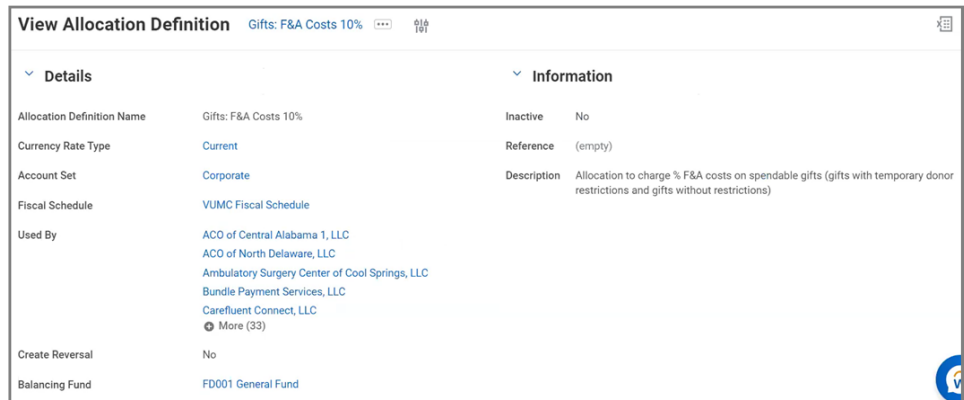 View Allocation Definition Gifts: F&A Costs 10%
Details
Allocation Definition Name Gifts: F&A Costs 10%
Currency Rate Type Current
Account Set Corporate
Fiscal Schedule VUMC Fiscal Schedule
Used By ACO of Central Alabama 1, LLC
ACO of North Delaware, LLC
Ambulatory Surgery Center of Cool Springs, LLC
Bundle Payment Services, LLC
Carefluent Connect, LLC
More (33)
Create Reversal No
Balancing Fund FD001 General Fund
Information
Inactive No
Reference (empty)
Description Allocation to charge % F&A costs on spendable gifts (gifts with temporary donor
restrictions and gifts without restrictions)
W